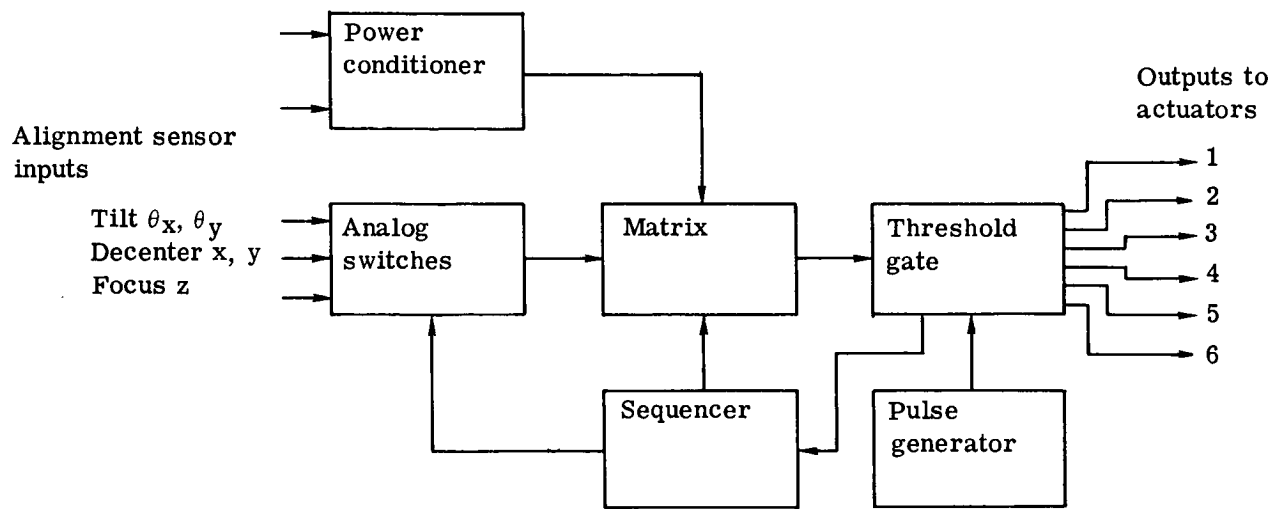 Power
conditioner
Alignment sensor
inputs
Tilt θx, θy
Decenter x, y
Focus z
Analog
switches
Matrix
Threshold
gate
Outputs to
actuators
1
2
3
4
5
6
Sequencer
Pulse
generator